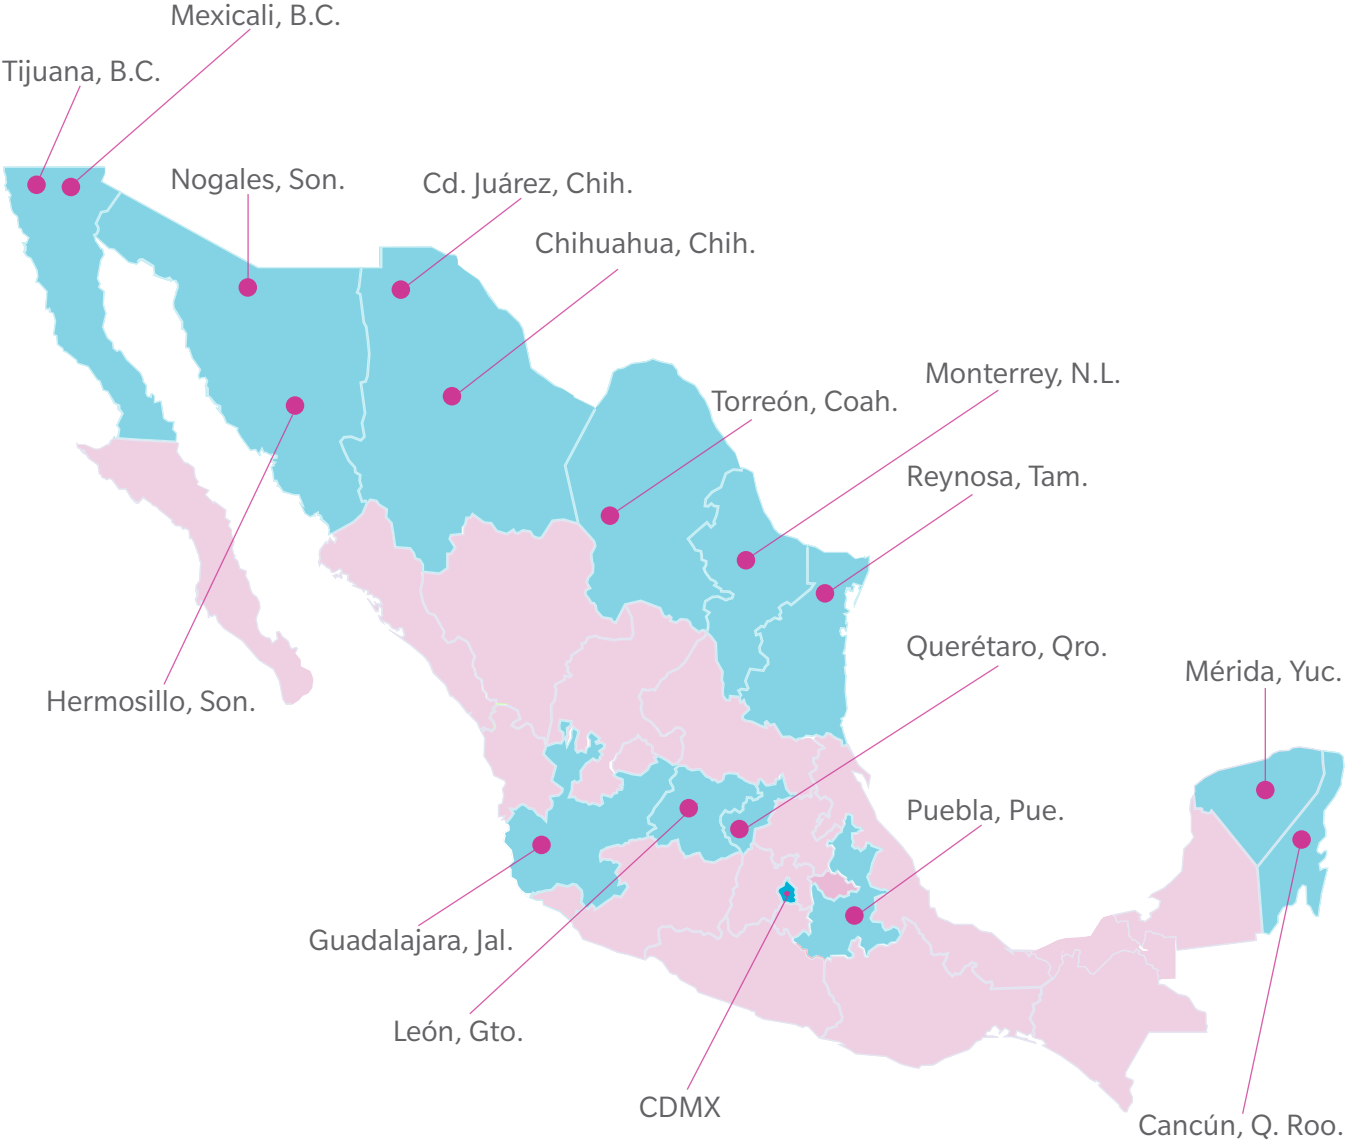 Mexicali, B.C.
Tijuana, B.C.
Nogales, Son.
Cd. Juárez, Chih.
Chihuahua, Chih.
Monterrey, N.L.
Torreón, Coah.
Reynosa, Tam.
Querétaro, Qro.
Mérida, Yuc.
Hermosillo, Son.
Puebla, Pue.
Guadalajara, Jal.
León, Gto.
CDMX
Cancún, Q. Roo.